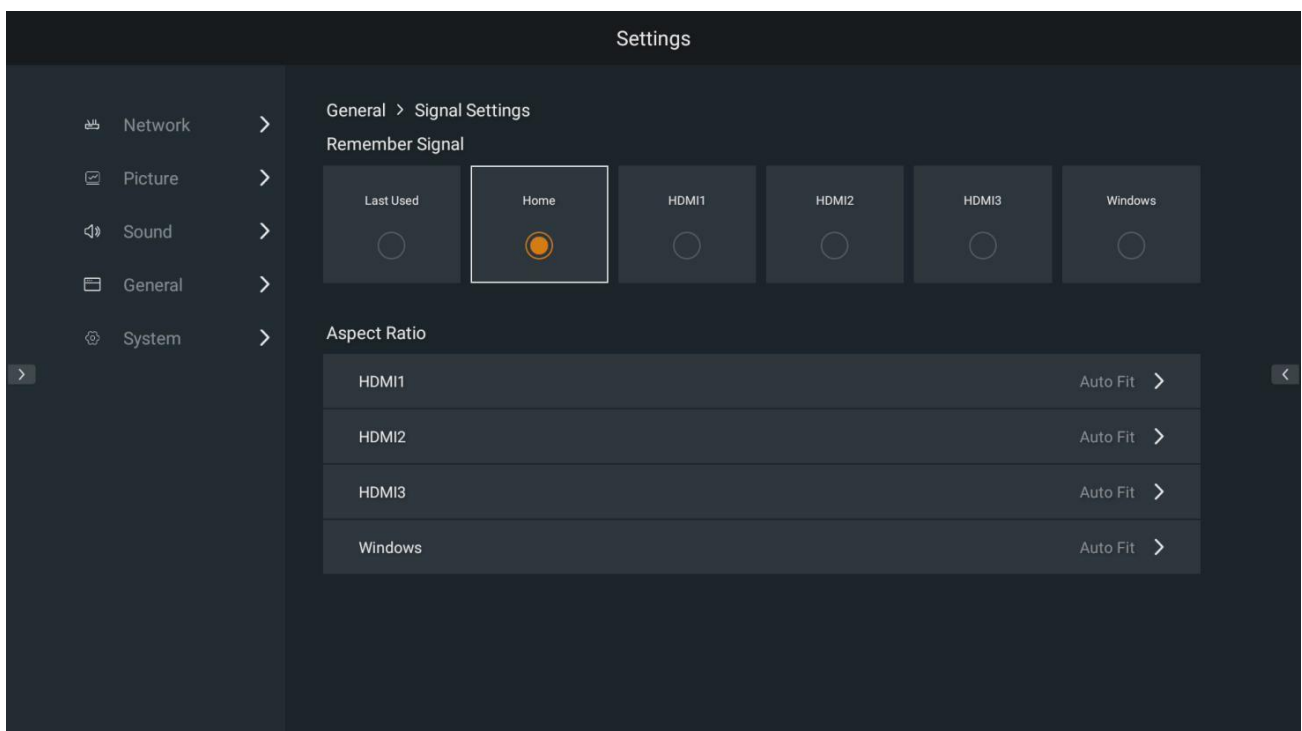 Settings
Network
Picture
Sound
General
System
General > Signal Settings
Remember Signal
Last Used Home HDMI1 HDMI2 HDMI3 Windows
Aspect Ratio
HDMI1 Auto Fit
HDMI2 Auto Fit
HDMI3 Auto Fit
Windows Auto Fit